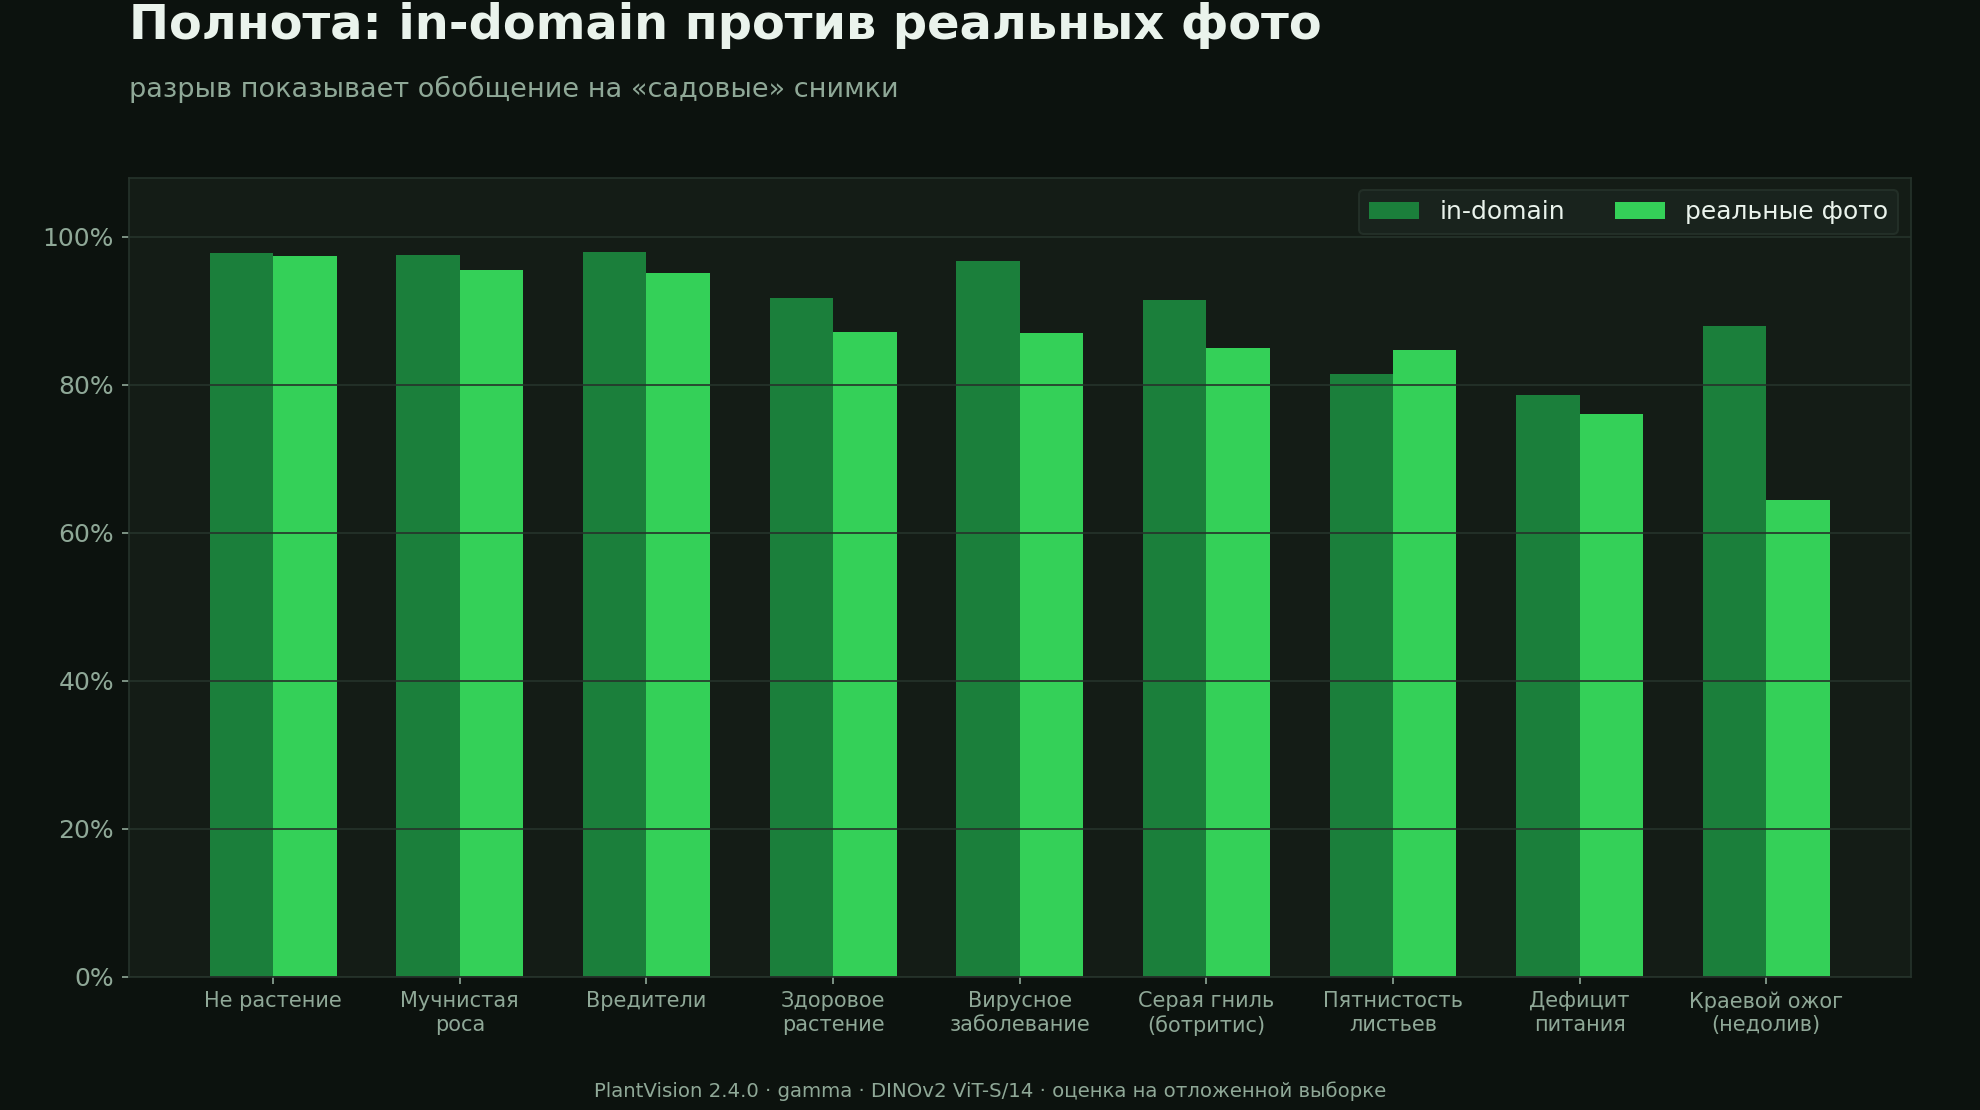 Полнота: in-domain против реальных фото
разрыв показывает обобщение на «садовые» снимки
in-domain
реальные фото
100%
80%
60%
40%
20%
0%
Не растение
Мучнистая
роса
Вредители
Здоровое
растение
Вирусное
заболевание
Серая гниль
(ботритис)
Пятнистость
листьев
Дефицит
питания
Краевой ожог
(недолив)
PlantVision 2.4.0 · gamma · DINOv2 ViT-S/14 · оценка на отложенной выборке